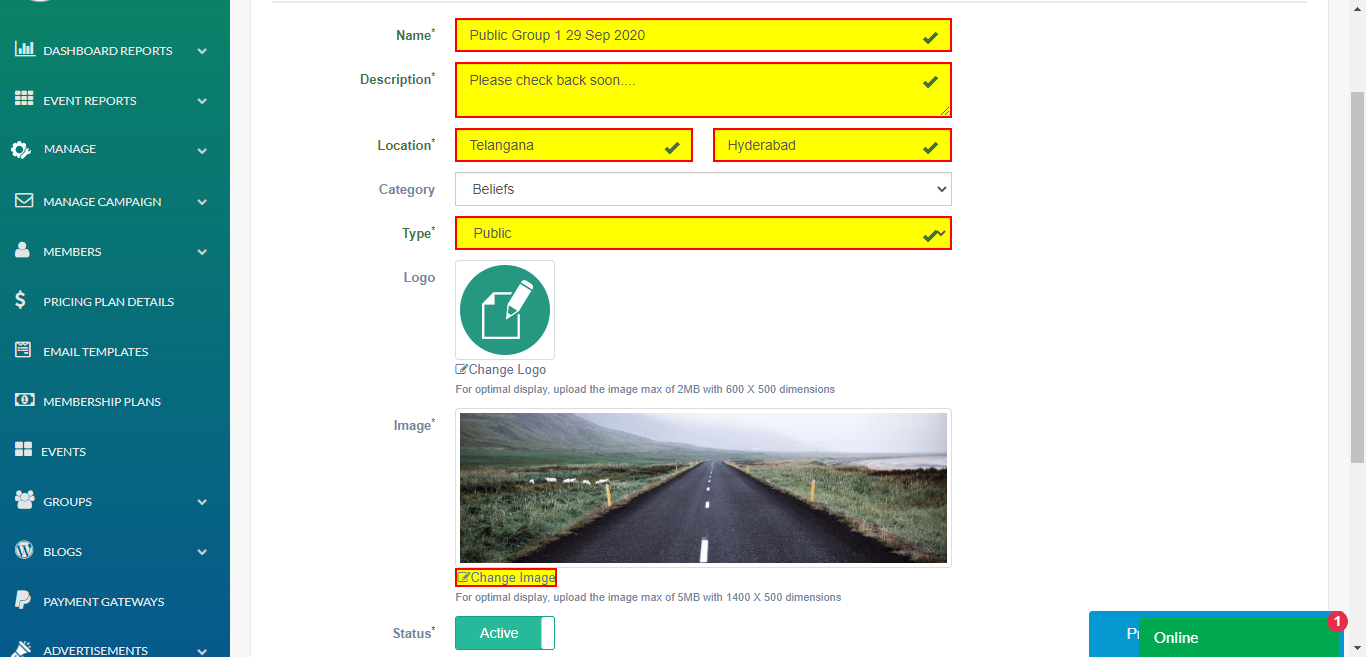 DASHBOARD REPORTS
EVENT REPORTS
MANAGE
MANAGE CAMPAIGN
MEMBERS
PRICING PLAN DETAILS
EMAIL TEMPLATES
MEMBERSHIP PLANS
EVENTS
GROUPS
BLOGS
PAYMENT GATEWAYS
ADVERTISEMENTS
Name* Public Group 1 29 Sep 2020
Description* Please check back soon....
Location* Telangana Hyderabad
Category Beliefs
Type* Public
Logo
Change Logo
For optimal display, upload the image max of 2MB with 600 X 500 dimensions
Image*
Change Image
For optimal display, upload the image max of 5MB with 1400 X 500 dimensions
Status* Active
Online 1